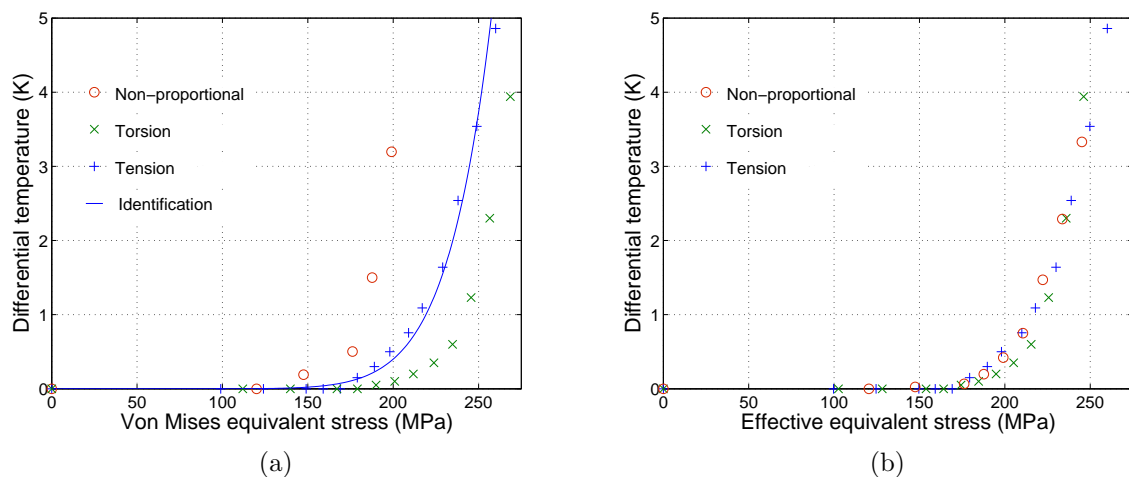 5
4
3
2
1
0
0
50
100
150
200
250
Differential temperature (K)
Non−proportional
Torsion
Tension
Identification
Von Mises equivalent stress (MPa)
(a)
5
4
3
2
1
0
0
50
100
150
200
250
Differential temperature (K)
Non−proportional
Torsion
Tension
Effective equivalent stress (MPa)
(b)